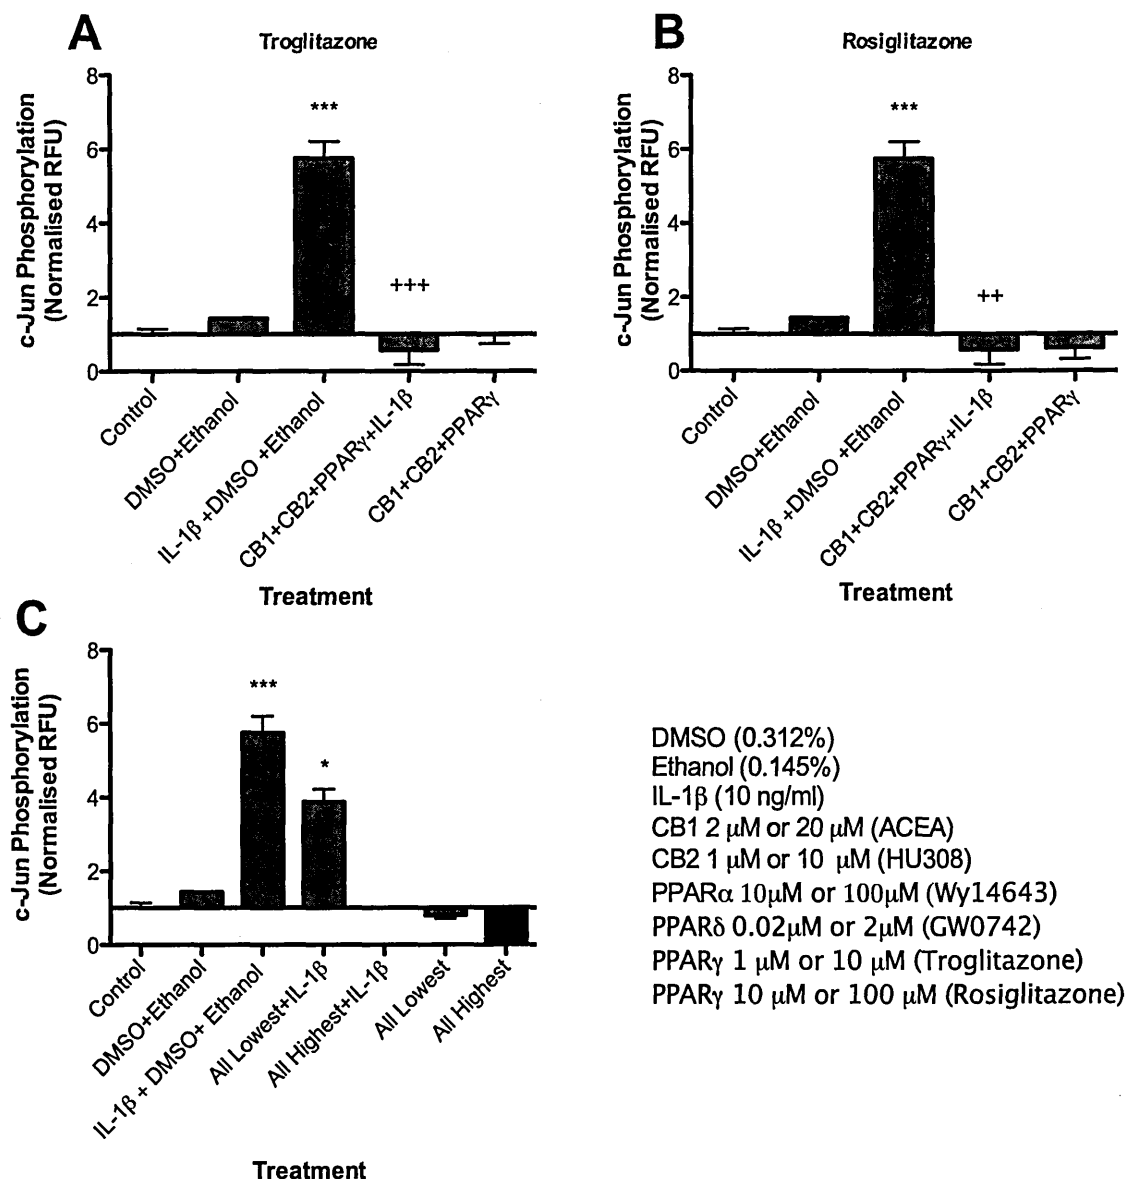 A
Troglitazone
c-Jun Phosphorylation
(Normalised RFU)
8
6
4
2
0
***
+++
Control
DMSO+Ethanol
IL-1β +DMSO +Ethanol
CB1+CB2+PPARγ+IL-1β
CB1+CB2+PPARγ
Treatment
B
Rosiglitazone
c-Jun Phosphorylation
(Normalised RFU)
8
6
4
2
0
***
++
Control
DMSO+Ethanol
IL-1β +DMSO +Ethanol
CB1+CB2+PPARγ+IL-1β
CB1+CB2+PPARγ
Treatment
C
c-Jun Phosphorylation
(Normalised RFU)
8
6
4
2
0
***
*
Control
DMSO+Ethanol
IL-1β + DMSO+ Ethanol
All Lowest+IL-1β
All Highest+IL-1β
All Lowest
All Highest
Treatment
DMSO (0.312%)
Ethanol (0.145%)
IL-1β (10 ng/ml)
CB1 2 μM or 20 μM (ACEA)
CB2 1 μM or 10 μM (HU308)
PPARα 10μM or 100μM (Wy14643)
PPARδ 0.02μM or 2μM (GW0742)
PPARγ 1 μM or 10 μM (Troglitazone)
PPARγ 10 μM or 100 μM (Rosiglitazone)